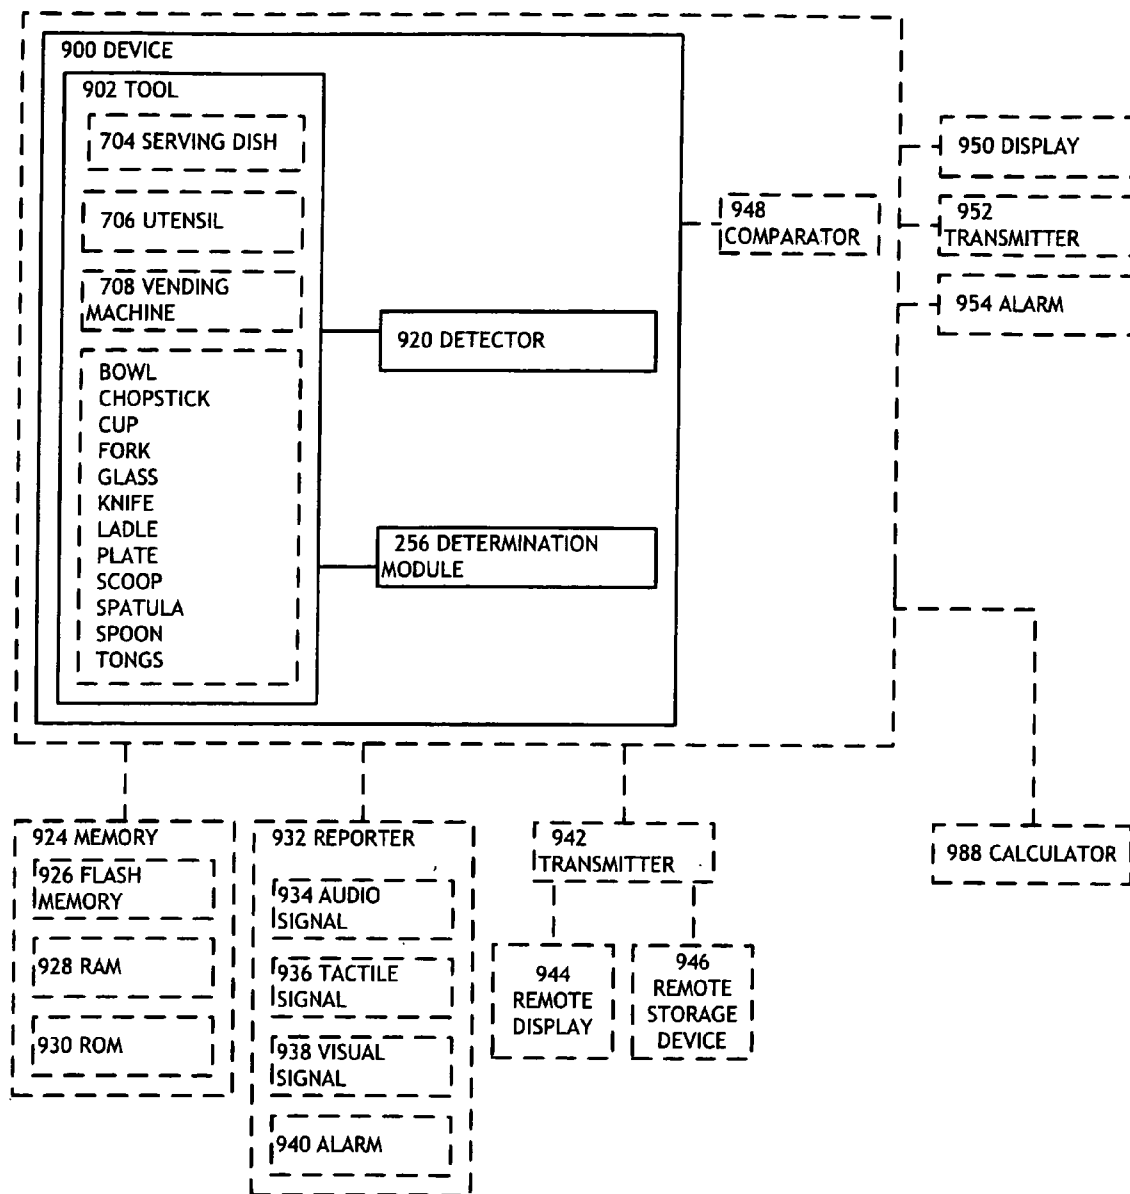 900 DEVICE
902 TOOL
704 SERVING DISH
706 UTENSIL
708 VENDING
MACHINE
BOWL
CHOPSTICK
CUP
FORK
GLASS
KNIFE
LADLE
PLATE
SCOOP
SPATULA
SPOON
TONGS
920 DETECTOR
256 DETERMINATION
MODULE
948
COMPARATOR
950 DISPLAY
952
TRANSMITTER
954 ALARM
924 MEMORY
926 FLASH
MEMORY
928 RAM
930 ROM
932 REPORTER
934 AUDIO
SIGNAL
936 TACTILE
SIGNAL
938 VISUAL
SIGNAL
940 ALARM
942
TRANSMITTER
944
REMOTE
DISPLAY
946
REMOTE
STORAGE
DEVICE
988 CALCULATOR